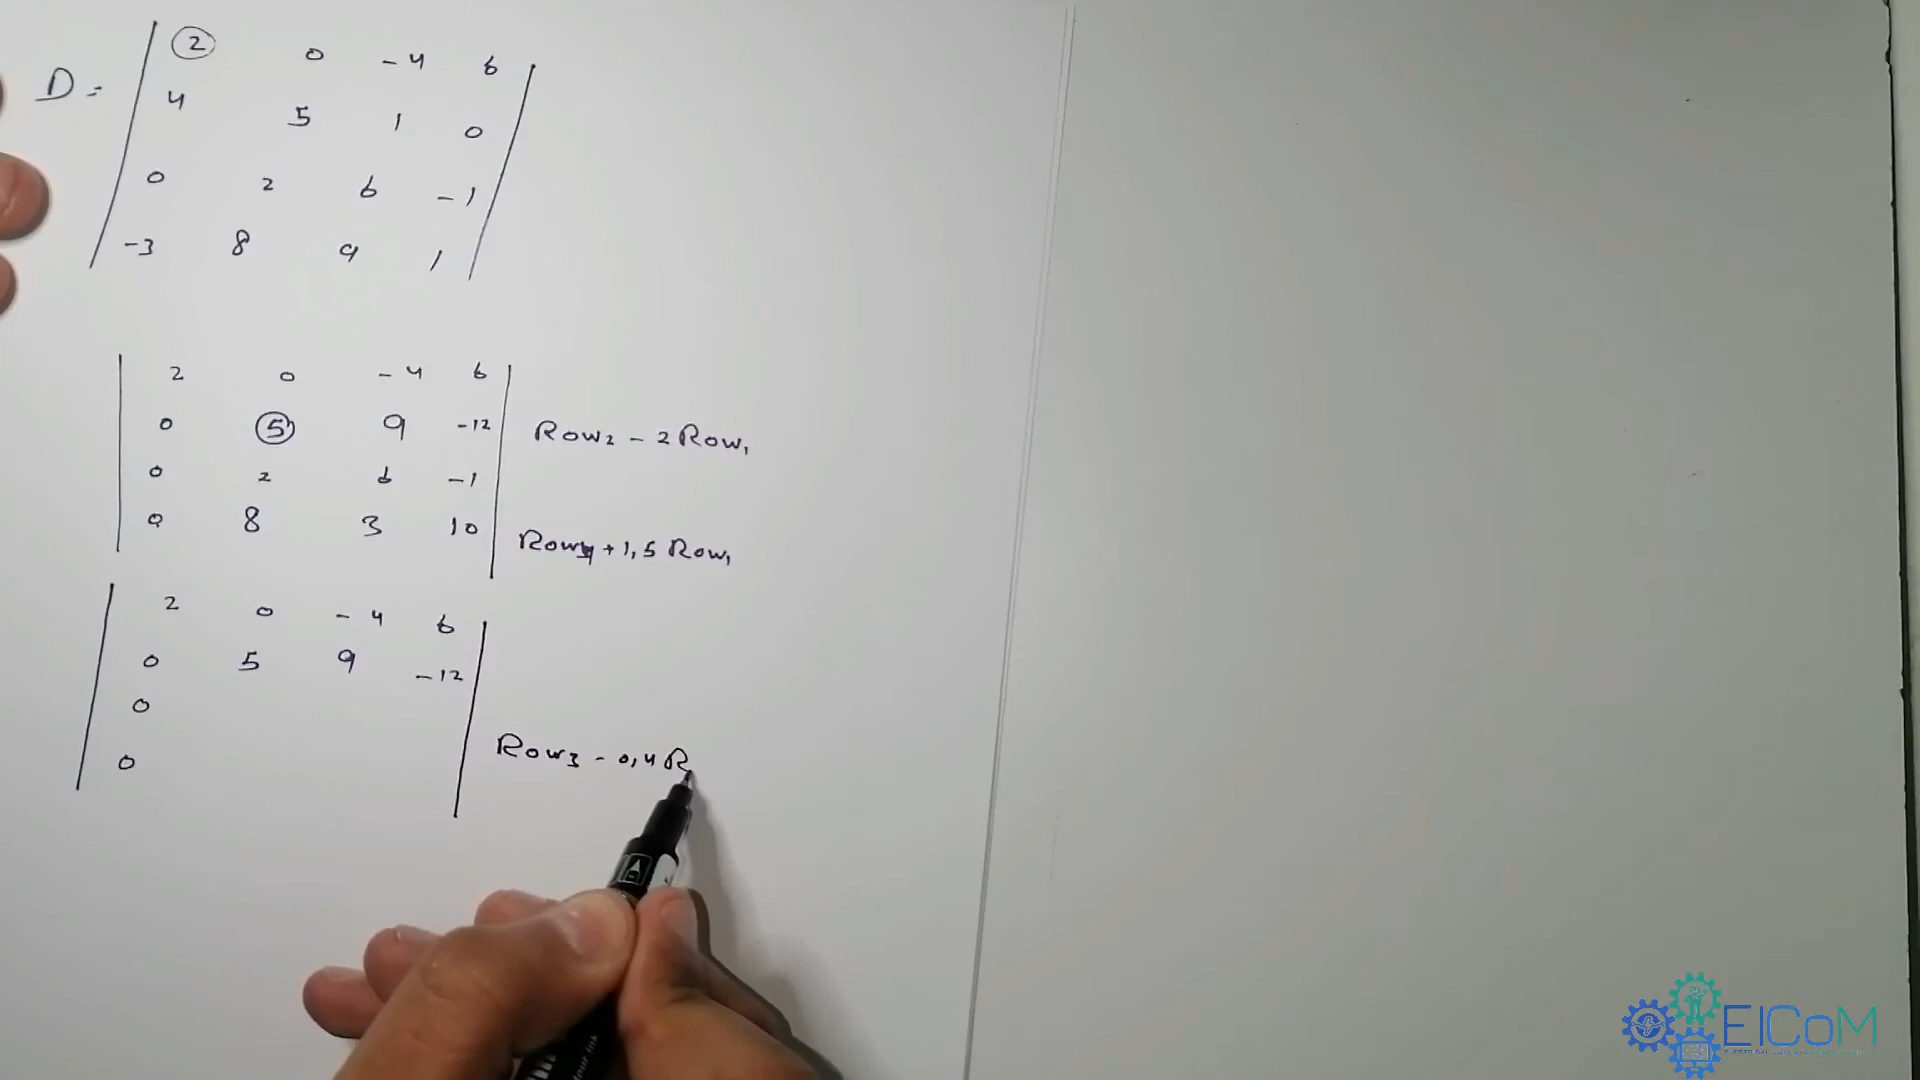 D = 2 0 -4 6
4 5 1 0
0 2 6 -1
-3 8 9 1
2 0 -4 6
0 5 9 -12 Row2 - 2 Row1
0 2 6 -1
0 8 3 10 Row4 + 1,5 Row1
2 0 -4 6
0 5 9 -12
0
0 Row3 - 0,4 R
EICoM